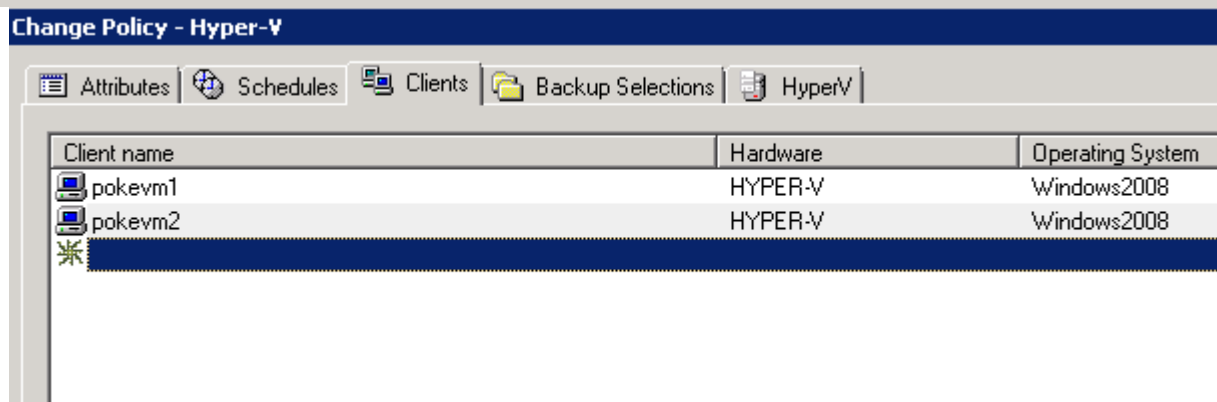 Change Policy - Hyper-V
Attributes Schedules Clients Backup Selections HyperV
Client name Hardware Operating System
pokevm1 HYPER-V Windows2008
pokevm2 HYPER-V Windows2008